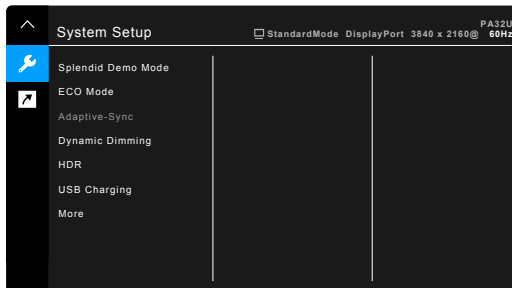 PA32U
System Setup
StandardMode DisplayPort 3840 x 2160@ 60Hz
Splendid Demo Mode
ECO Mode
Adaptive-Sync
Dynamic Dimming
HDR
USB Charging
More